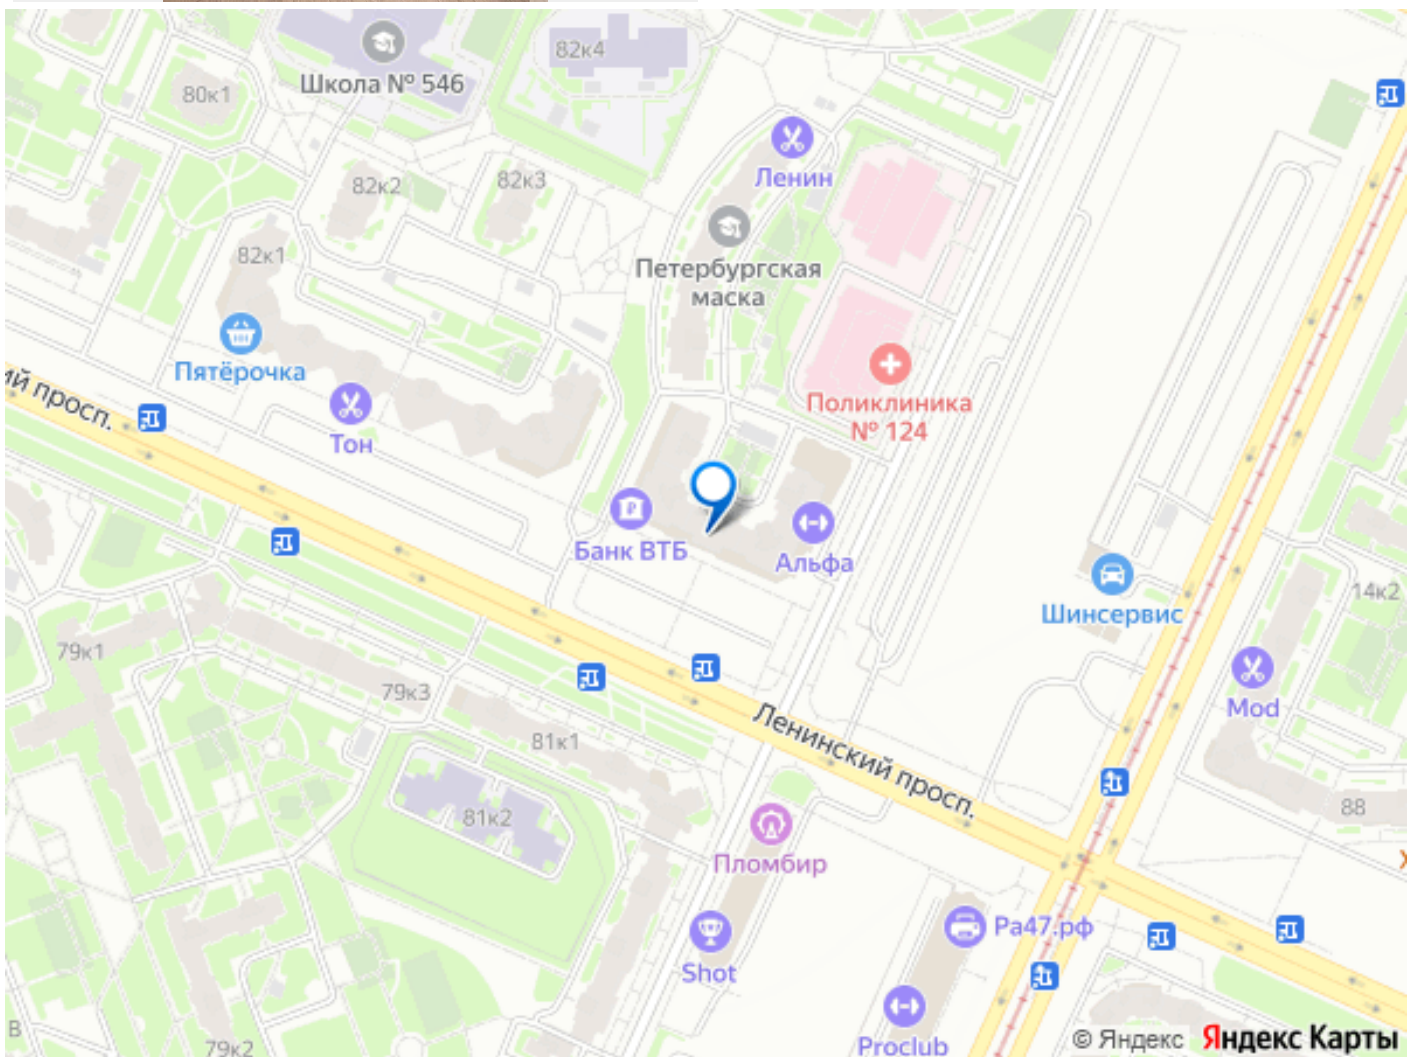 82к4
Школа № 546
80к1
Ленин
82к2
82к3
82к1
Петербургская
маска
Пятёрочка
Поликлиника
№ 124
ий просп.
Тон
Банк ВТБ
Альфа
Шинсервис
14к2
79к1
79к3
Mod
81к1
Ленинский просп.
81к2
88
Пломбир
Ра47.рф
Shot
В
79к2
Proclub
© Яндекс Яндекс Карты